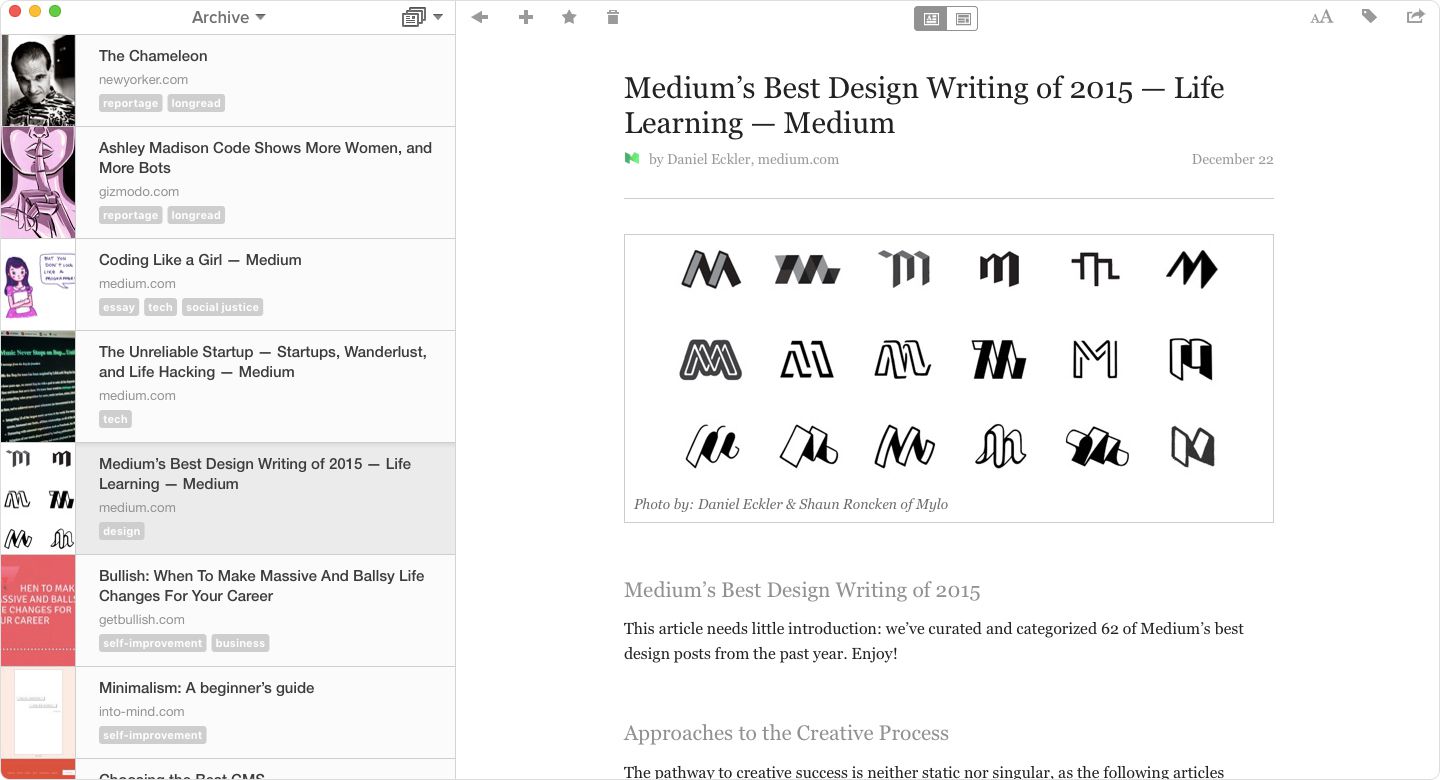 Archive
The Chameleon
newyorker.com
reportage longread
Ashley Madison Code Shows More Women, and
More Bots
gizmodo.com
reportage longread
BUT YOU
DON'T LOOK
LIKE A
PROGRAMMER
Coding Like a Girl — Medium
medium.com
essay tech social justice
The Unreliable Startup — Startups, Wanderlust,
and Life Hacking — Medium
medium.com
tech
Medium’s Best Design Writing of 2015 — Life
Learning — Medium
medium.com
design
HEN TO MAK
ASSIVE AND BALLS
E CHANGES FOR
UR CAREER
Bullish: When To Make Massive And Ballsy Life
Changes For Your Career
getbullish.com
self-improvement business
Minimalism: A beginner’s guide
into-mind.com
self-improvement
Choosing the Best CMS
AA
Medium’s Best Design Writing of 2015 — Life
Learning — Medium
by Daniel Eckler, medium.com
December 22
Photo by: Daniel Eckler & Shaun Roncken of Mylo
Medium’s Best Design Writing of 2015
This article needs little introduction: we’ve curated and categorized 62 of Medium’s best
design posts from the past year. Enjoy!
Approaches to the Creative Process
The pathway to creative success is neither static nor singular, as the following articles